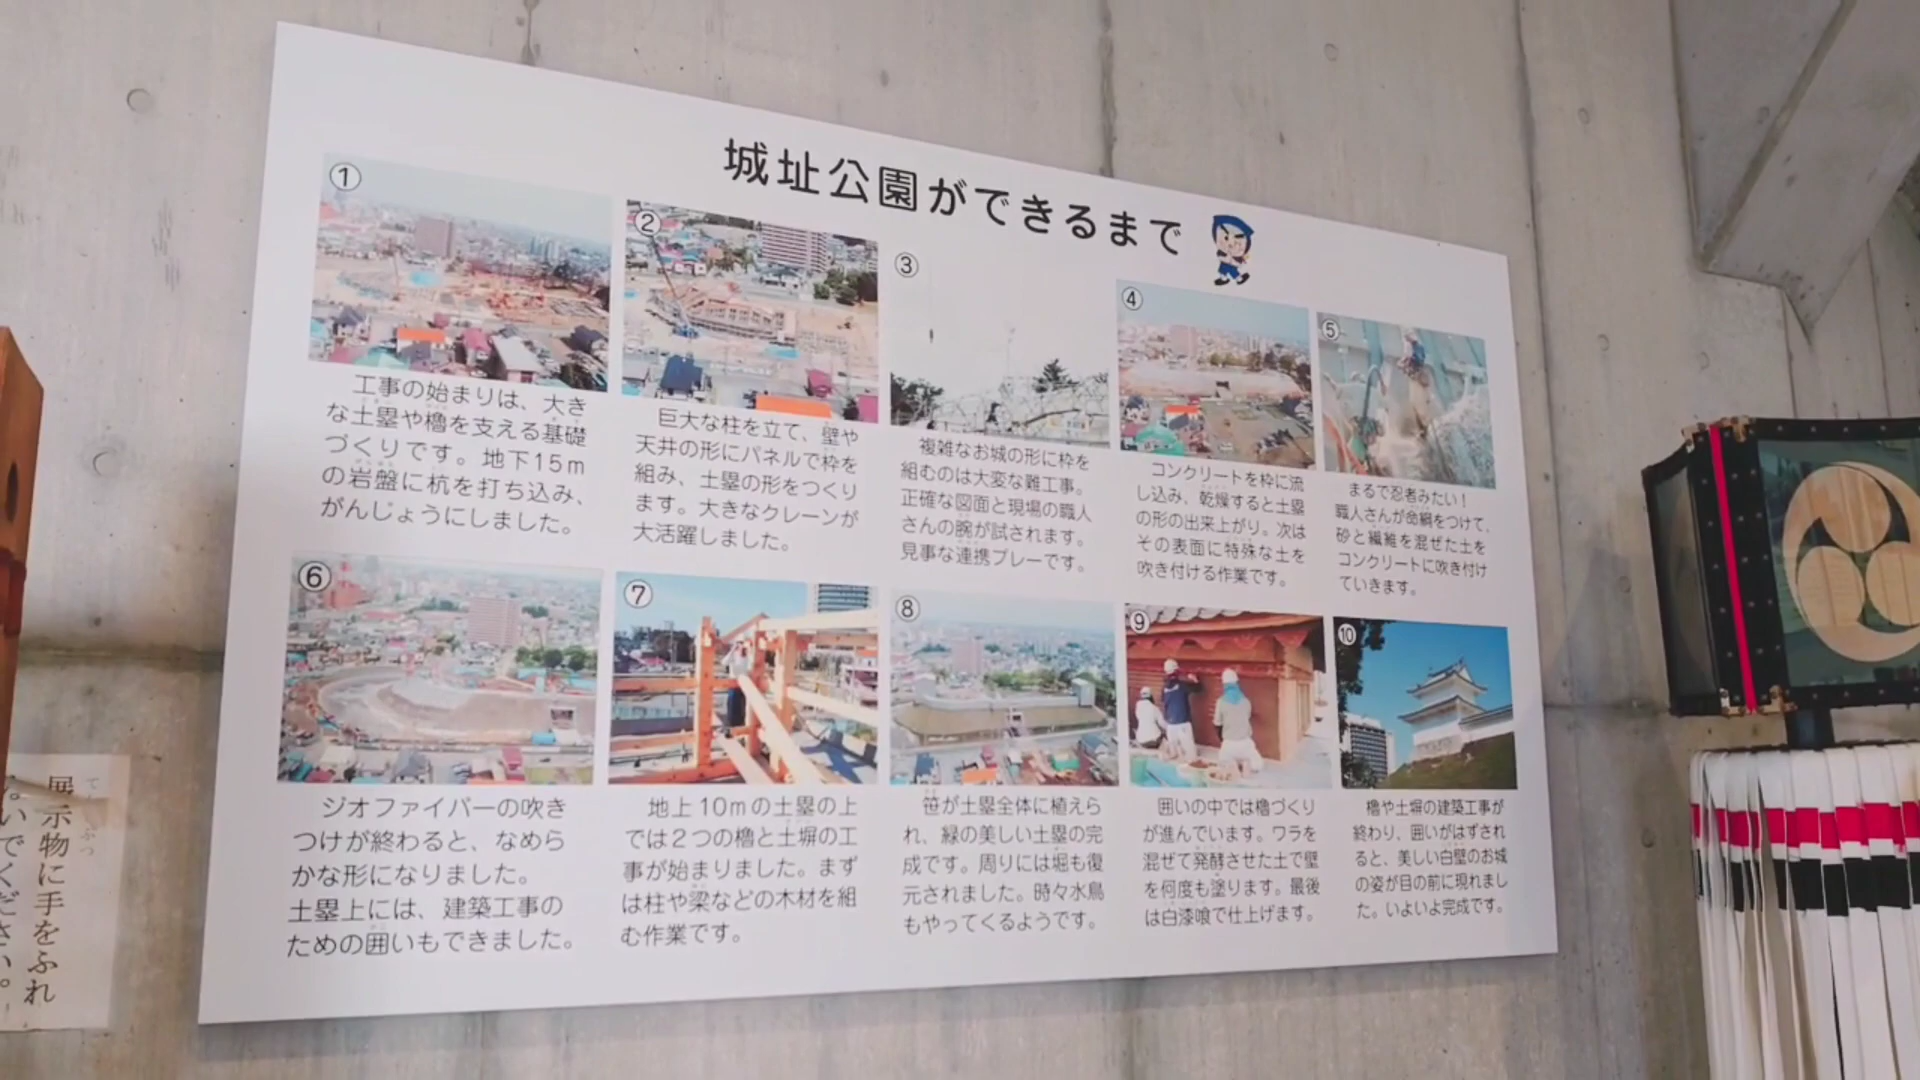 城址公園ができるまで
①
工事の始まりは、大き
な土塁や櫓を支える基礎
づくりです。地下15m
の岩盤に杭を打ち込み、
がんじょうにしました。
②
巨大な柱を立て、壁や
天井の形にパネルで枠を
組み、土塁の形をつくり
ます。大きなクレーンが
大活躍しました。
③
複雑なお城の形に枠を
組むのは大変な難工事。
正確な図面と現場の職人
さんの腕が試されます。
見事な連携プレーです。
④
コンクリートを枠に流
し込み、乾燥すると土塁
の形の出来上がり。次は
その表面に特殊な土を
吹き付ける作業です。
⑤
まるで忍者みたい！
職人さんが命綱をつけて、
砂と繊維を混ぜた土を
コンクリートに吹き付け
ていきます。
⑥
ジオファイバーの吹き
つけが終わると、なめら
かな形になりました。
土塁上には、建築工事の
ための囲いもできました。
⑦
地上10mの土塁の上
では2つの櫓と土塀の工
事が始まりました。まず
は柱や梁などの木材を組
む作業です。
⑧
笹が土塁全体に植えら
れ、緑の美しい土塁の完
成です。周りには堀も復
元されました。時々水鳥
もやってくるようです。
⑨
囲いの中では櫓づくり
が進んでいます。ワラを
混ぜて発酵させた土で壁
を何度も塗ります。最後
は白漆喰で仕上げます。
⑩
櫓や土塀の建築工事が
終わり、囲いがはずされ
ると、美しい白壁のお城
の姿が目の前に現れまし
た。いよいよ完成です。
展示物に手をふれ
ないでください。